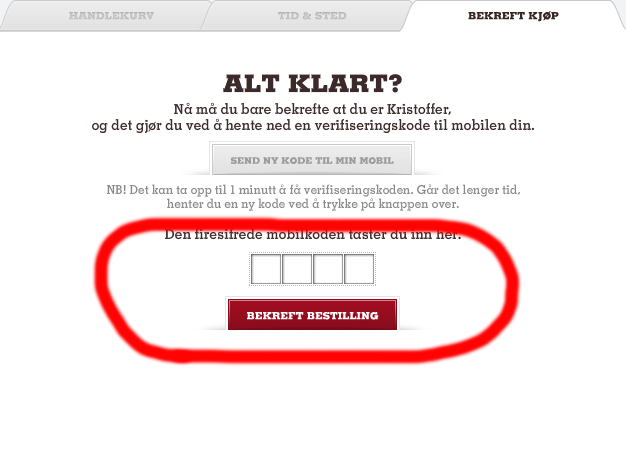 HANDLEKURV
TID & STED
BEKREFT KJØP
ALT KLART?
Nå må du bare bekrefte at du er Kristoffer,
og det gjør du ved å hente ned en verifiseringskode til mobilen din.
SEND NY KODE TIL MIN MOBIL
NB! Det kan ta opp til 1 minutt å få verifiseringskoden. Går det lenger tid,
henter du en ny kode ved å trykke på knappen over.
Den firesifrede mobilkoden taster du inn her.
BEKREFT BESTILLING